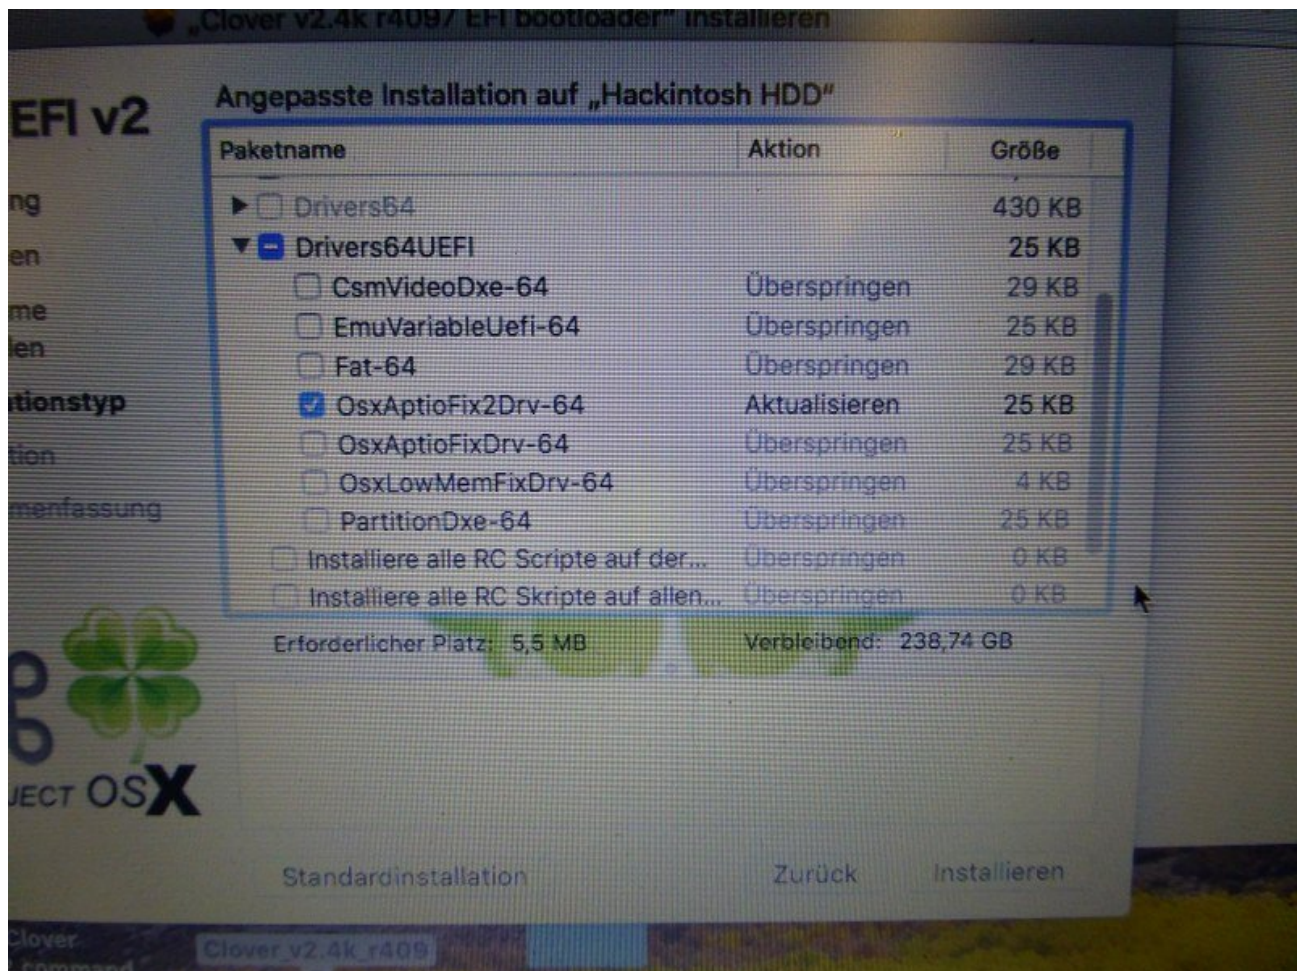 „Clover v2.4k r4097 EFI bootloader“ installieren
EFI v2
Angepasste Installation auf „Hackintosh HDD“
Paketname Aktion Größe
ng
en
me
len
tionstyp
tion
menfassung
Drivers64 430 KB
Drivers64UEFI 25 KB
CsmVideoDxe-64 Überspringen 29 KB
EmuVariableUefi-64 Überspringen 25 KB
Fat-64 Überspringen 29 KB
OsxAptioFix2Drv-64 Aktualisieren 25 KB
OsxAptioFixDrv-64 Überspringen 25 KB
OsxLowMemFixDrv-64 Überspringen 4 KB
PartitionDxe-64 Überspringen 25 KB
Installiere alle RC Scripte auf der... Überspringen 0 KB
Installiere alle RC Skripte auf allen... Überspringen 0 KB
Erforderlicher Platz: 5,5 MB Verbleibend: 238,74 GB
JECT OSX
Standardinstallation Zurück Installieren
Clover
command
Clover_v2.4k_r409